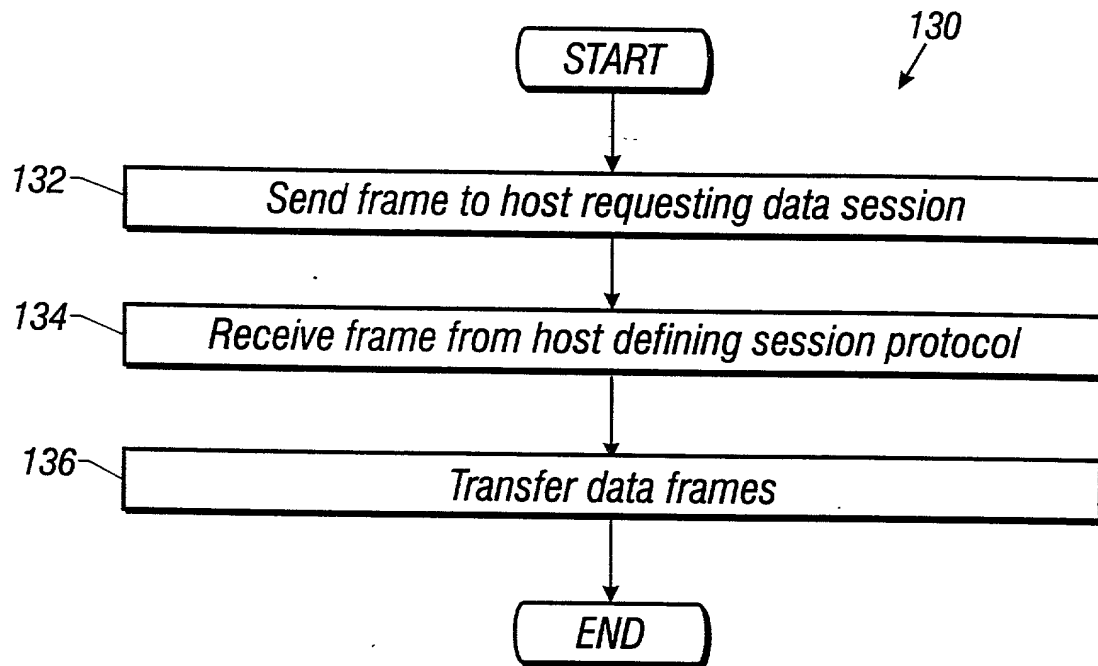 START
130
132
Send frame to host requesting data session
134
Receive frame from host defining session protocol
136
Transfer data frames
END